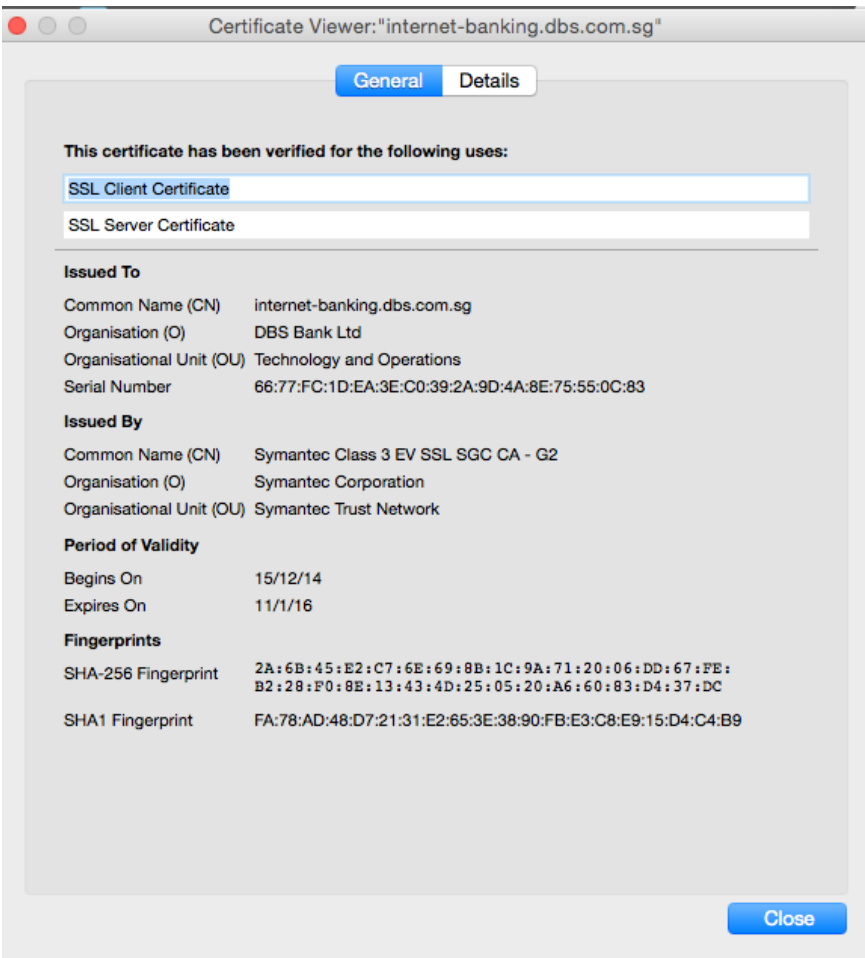 Certificate Viewer:"internet-banking.dbs.com.sg"
General Details
This certificate has been verified for the following uses:
SSL Client Certificate
SSL Server Certificate
Issued To
Common Name (CN) internet-banking.dbs.com.sg
Organisation (O) DBS Bank Ltd
Organisational Unit (OU) Technology and Operations
Serial Number 66:77:FC:1D:EA:3E:C0:39:2A:9D:4A:8E:75:55:0C:83
Issued By
Common Name (CN) Symantec Class 3 EV SSL SGC CA - G2
Organisation (O) Symantec Corporation
Organisational Unit (OU) Symantec Trust Network
Period of Validity
Begins On 15/12/14
Expires On 11/1/16
Fingerprints
SHA-256 Fingerprint 2A:6B:45:E2:C7:6E:69:8B:1C:9A:71:20:06:DD:67:FE:
B2:28:F0:8E:13:43:4D:25:05:20:A6:60:83:D4:37:DC
SHA1 Fingerprint FA:78:AD:48:D7:21:31:E2:65:3E:38:90:FB:E3:C8:E9:15:D4:C4:B9
Close